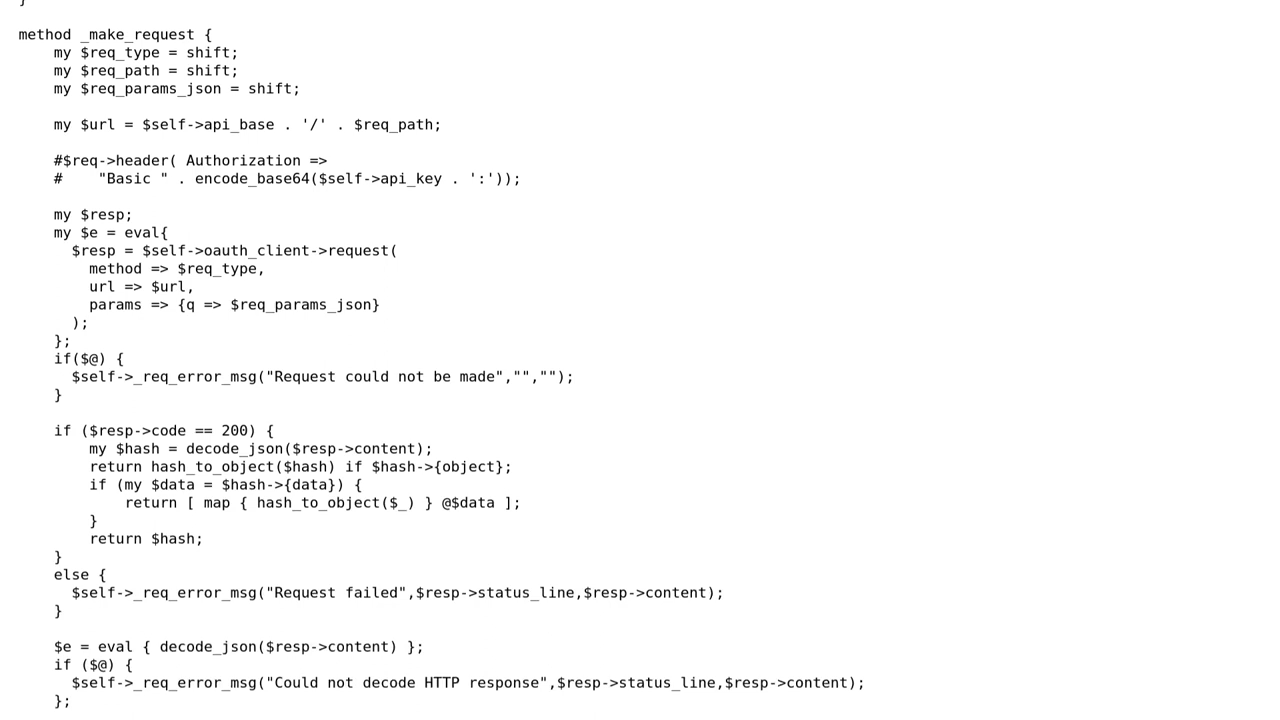 }
method _make_request {
my $req_type = shift;
my $req_path = shift;
my $req_params_json = shift;
my $url = $self->api_base . '/' . $req_path;
#$req->header( Authorization =>
#    "Basic " . encode_base64($self->api_key . ':'));
my $resp;
my $e = eval{
$resp = $self->oauth_client->request(
method => $req_type,
url => $url,
params => {q => $req_params_json}
);
};
if($@) {
$self->_req_error_msg("Request could not be made","","");
}
if ($resp->code == 200) {
my $hash = decode_json($resp->content);
return hash_to_object($hash) if $hash->{object};
if (my $data = $hash->{data}) {
return [ map { hash_to_object($_) } @$data ];
}
return $hash;
}
else {
$self->_req_error_msg("Request failed",$resp->status_line,$resp->content);
}
$e = eval { decode_json($resp->content) };
if ($@) {
$self->_req_error_msg("Could not decode HTTP response",$resp->status_line,$resp->content);
};